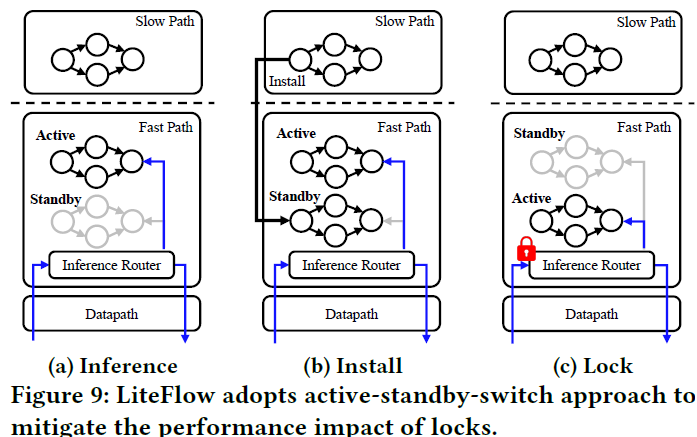 Slow Path
Fast Path
Active
Standby
Inference Router
Datapath
(a) Inference
Slow Path
Install
Fast Path
Active
Standby
Inference Router
Datapath
(b) Install
Slow Path
Fast Path
Standby
Active
Inference Router
Datapath
(c) Lock
Figure 9: LiteFlow adopts active-standby-switch approach to
mitigate the performance impact of locks.